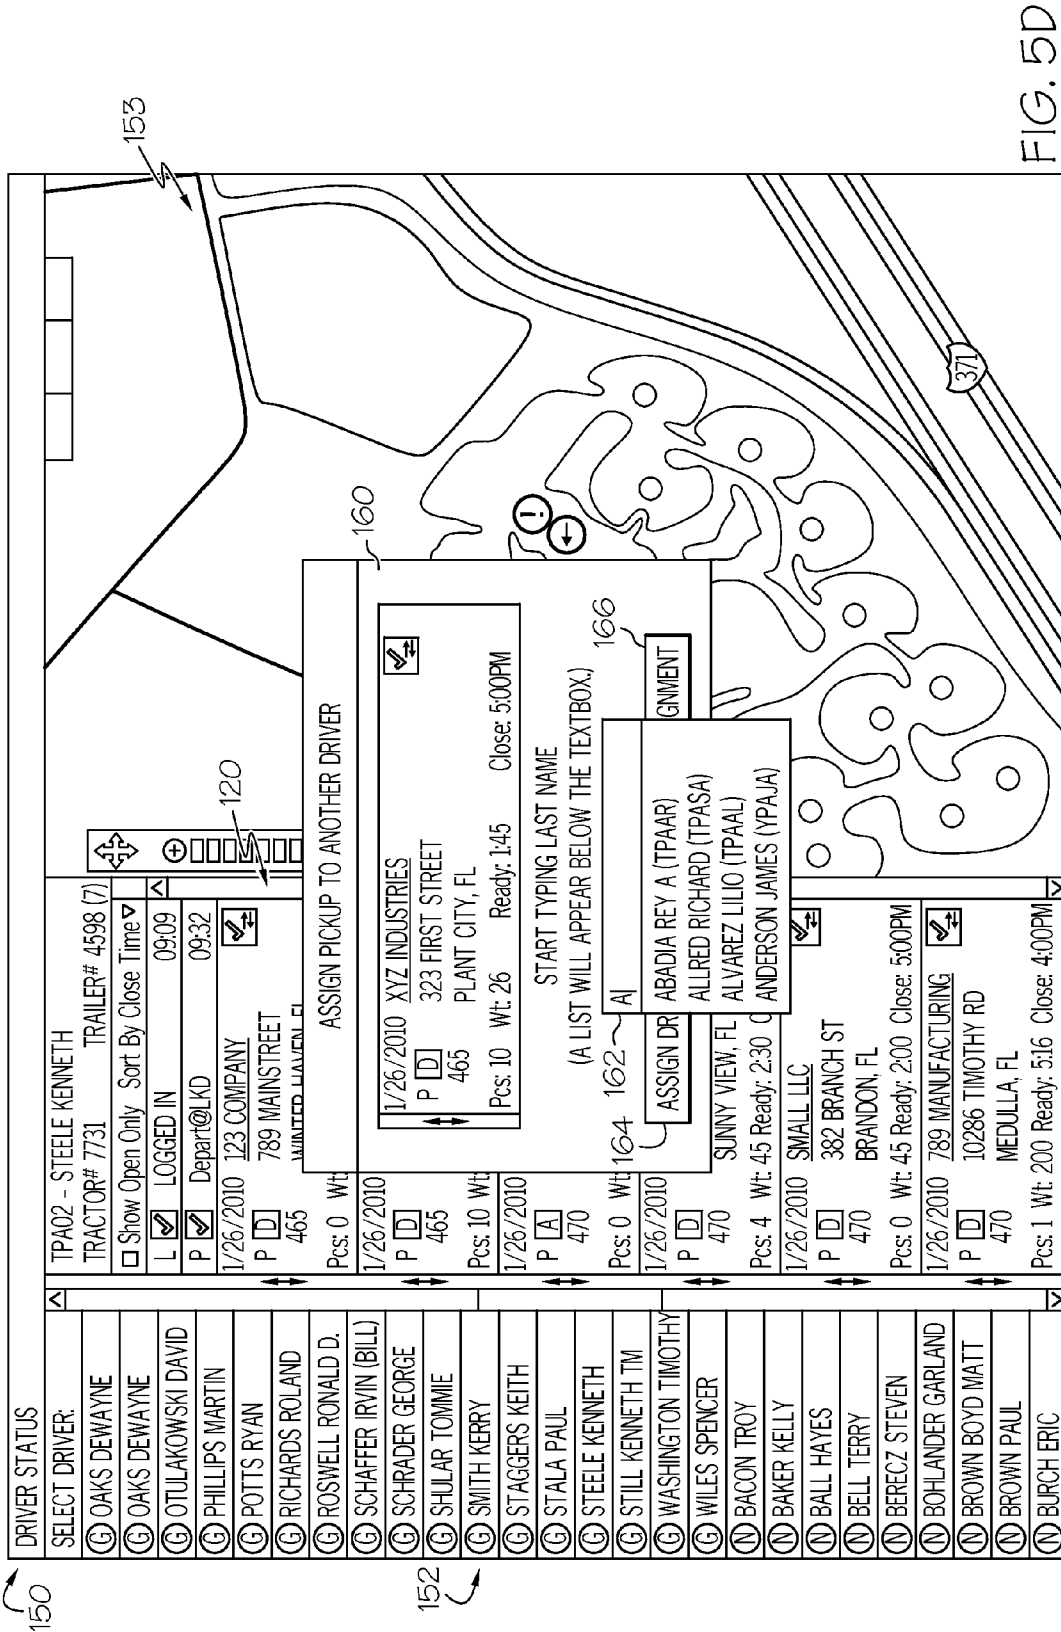 DRIVER STATUS
SELECT DRIVER:
G OAKS DEWAYNE
G OAKS DEWAYNE
G OTULAKOWSKI DAVID
G PHILLIPS MARTIN
G POTTS RYAN
G RICHARDS ROLAND
G ROSWELL RONALD D.
G SCHAFFER IRVIN (BILL)
G SCHRADER GEORGE
G SHULAR TOMMIE
G SMITH KERRY
G STAGGERS KEITH
G STALA PAUL
G STEELE KENNETH
G STILL KENNETH TM
G WASHINGTON TIMOTHY
G WILES SPENCER
N BACON TROY
N BAKER KELLY
N BALL HAYES
N BELL TERRY
N BERECZ STEVEN
N BOHLANDER GARLAND
N BROWN BOYD MATT
N BROWN PAUL
N BURCH ERIC
150
152
TPA02 - STEELE KENNETH
TRACTOR# 7731 TRAILER# 4598 (7)
Show Open Only Sort By Close Time
L LOGGED IN 09:09
P Depart@LKD 09:32
1/26/2010 123 COMPANY
P D 789 MAINSTREET
465 WINTER HAVEN FL
Pcs: 0 Wt:
1/26/2010
P D
465
Pcs: 10 Wt:
1/26/2010
P A
470
Pcs: 0 Wt:
1/26/2010
P D
470 SUNNY VIEW, FL
Pcs: 4 Wt: 45 Ready: 2:30 C
1/26/2010 SMALL LLC
P D 382 BRANCH ST
470 BRANDON, FL
Pcs: 0 Wt: 45 Ready: 2:00 Close: 5:00PM
1/26/2010 789 MANUFACTURING
P D 10286 TIMOTHY RD
470 MEDULLA, FL
Pcs: 1 Wt: 200 Ready: 5:16 Close: 4:00PM
120
ASSIGN PICKUP TO ANOTHER DRIVER
160
1/26/2010 XYZ INDUSTRIES
P D 323 FIRST STREET
465 PLANT CITY, FL
Pcs: 10 Wt: 26 Ready: 1:45 Close: 5:00PM
START TYPING LAST NAME
(A LIST WILL APPEAR BELOW THE TEXTBOX.)
164 162 A|
166
ASSIGN DR
GNMENT
ABADIA REY A (TPAAR)
ALLRED RICHARD (TPASA)
ALVAREZ LILIO (TPAAL)
ANDERSON JAMES (YPAJA)
!
153
371
FIG. 5D